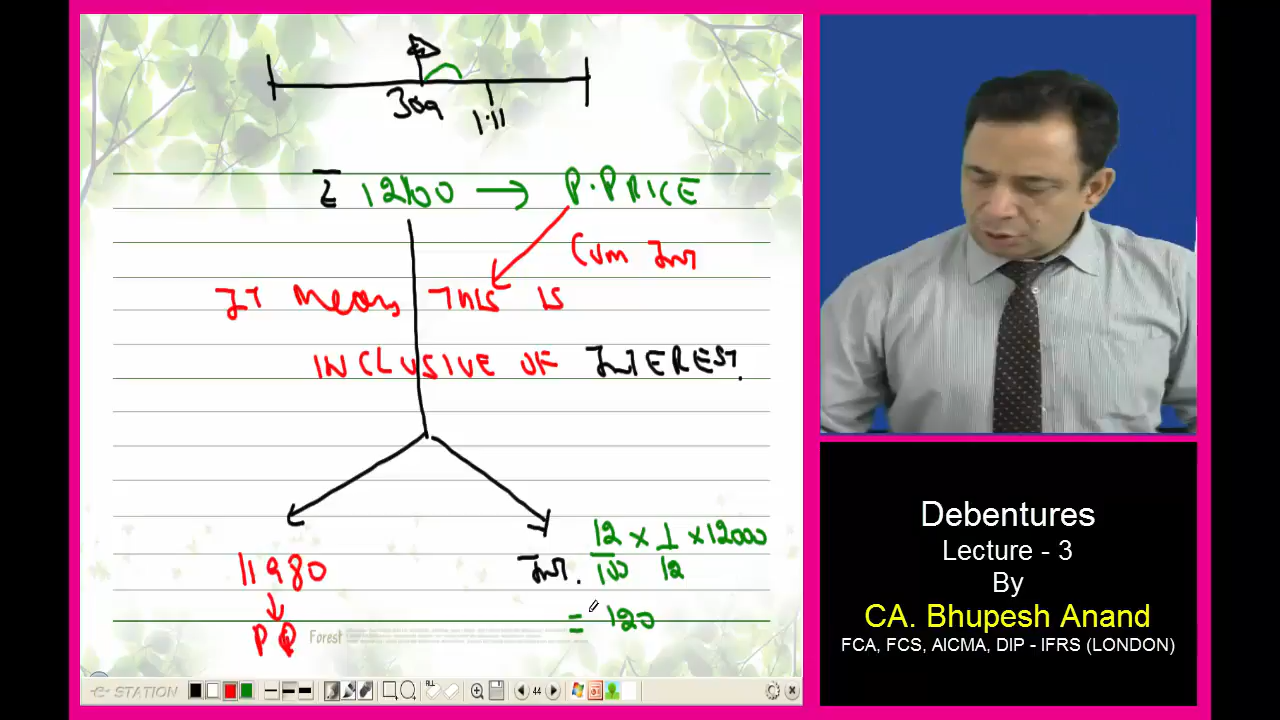 1.11
₹ 12100 → P.PRICE
Cum Int
It means This is
INCLUSIVE OF INTEREST.
12/100 × 1/12 × 12000
11980
Int.
= 120
PP
Forest
e-STATION
44
Debentures
Lecture - 3
By
CA. Bhupesh Anand
FCA, FCS, AICMA, DIP - IFRS (LONDON)